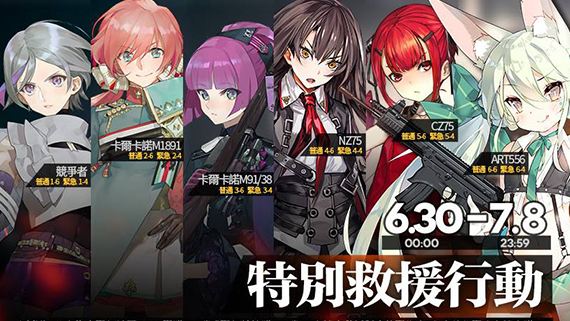 競爭者
普通 1-6 緊急 1-4
卡爾卡諾M1891
普通 2-6 緊急 2-4
卡爾卡諾M91/38
普通 3-6 緊急 3-4
NZ75
普通 4-6 緊急 4-4
CZ75
普通 5-6 緊急 5-4
ART556
普通 6-6 緊急 6-4
6.30-7.8
00:00 23:59
特別救援行動